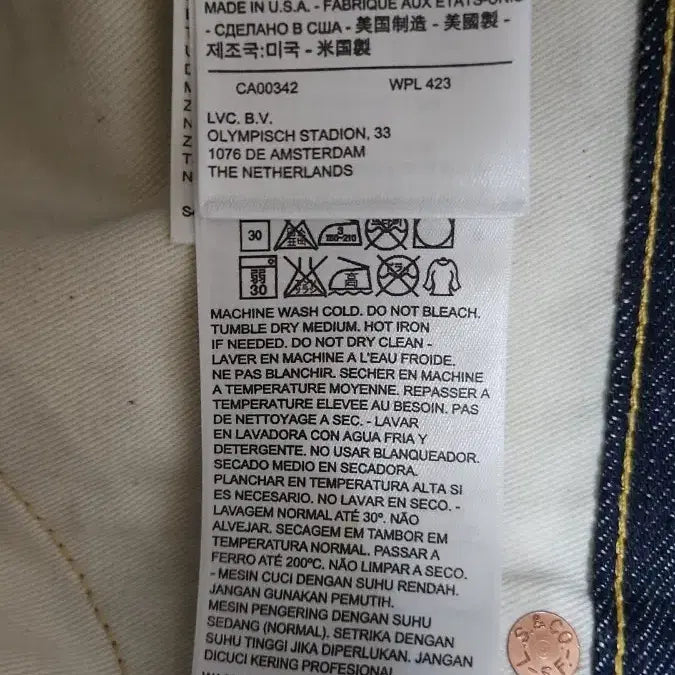 MADE IN U.S.A. - FABRIQUE AUX ETATS-UNIS
- СДЕЛАНО В США - 美国制造 - 美國製 -
제조국:미국 - 米国製
CA00342 WPL 423
LVC. B.V.
OLYMPISCH STADION, 33
1076 DE AMSTERDAM
THE NETHERLANDS
30
弱
30 高
MACHINE WASH COLD. DO NOT BLEACH.
TUMBLE DRY MEDIUM. HOT IRON
IF NEEDED. DO NOT DRY CLEAN -
LAVER EN MACHINE A L'EAU FROIDE.
NE PAS BLANCHIR. SECHER EN MACHINE
A TEMPERATURE MOYENNE. REPASSER A
TEMPERATURE ELEVEE AU BESOIN. PAS
DE NETTOYAGE A SEC. - LAVAR
EN LAVADORA CON AGUA FRIA Y
DETERGENTE. NO USAR BLANQUEADOR.
SECADO MEDIO EN SECADORA.
PLANCHAR EN TEMPERATURA ALTA SI
ES NECESARIO. NO LAVAR EN SECO. -
LAVAGEM NORMAL ATÉ 30º. NÃO
ALVEJAR. SECAGEM EM TAMBOR EM
TEMPERATURA NORMAL. PASSAR A
FERRO ATÉ 200ºC. NÃO LIMPAR A SECO.
- MESIN CUCI DENGAN SUHU RENDAH.
JANGAN GUNAKAN PEMUTIH.
MESIN PENGERING DENGAN SUHU
SEDANG (NORMAL). SETRIKA DENGAN
SUHU TINGGI JIKA DIPERLUKAN. JANGAN
DICUCI KERING PROFESIONAL
L.S.&CO.-S.F.